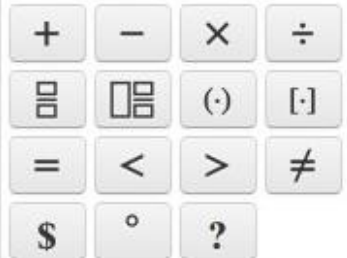 + − × ÷
(·) [·]
= < > ≠
$ ° ?